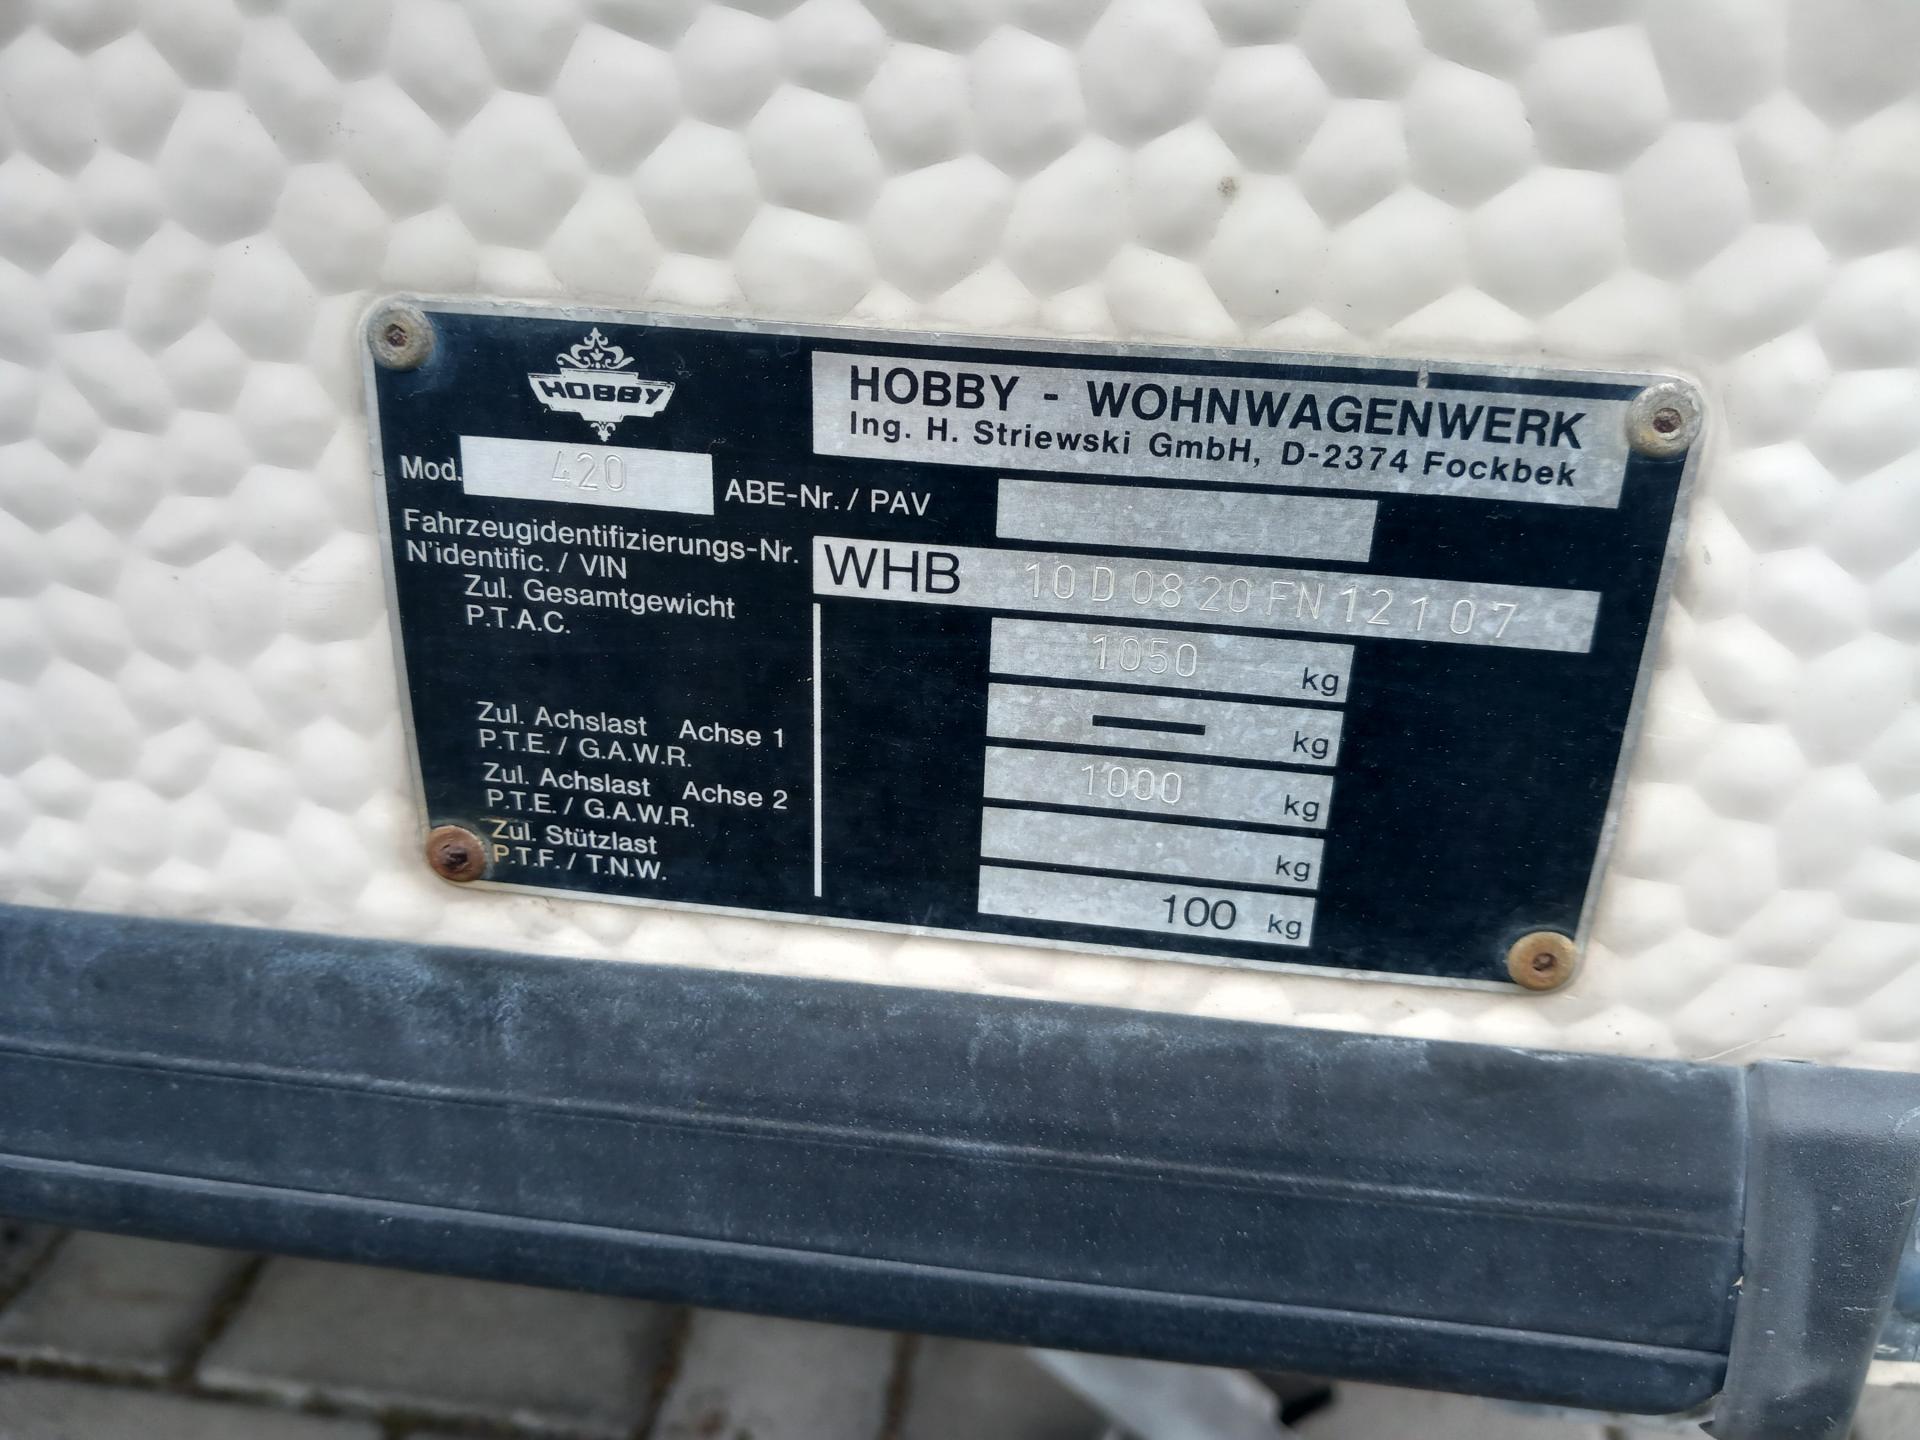 HOBBY
HOBBY - WOHNWAGENWERK
Ing. H. Striewski GmbH, D-2374 Fockbek
Mod. 420 ABE-Nr. / PAV
Fahrzeugidentifizierungs-Nr.
N'identific. / VIN
WHB 10D0820FN12107
Zul. Gesamtgewicht
P.T.A.C.
1050 kg
— kg
Zul. Achslast Achse 1
P.T.E. / G.A.W.R.
1000 kg
Zul. Achslast Achse 2
P.T.E. / G.A.W.R.
kg
Zul. Stützlast
P.T.F. / T.N.W.
100 kg